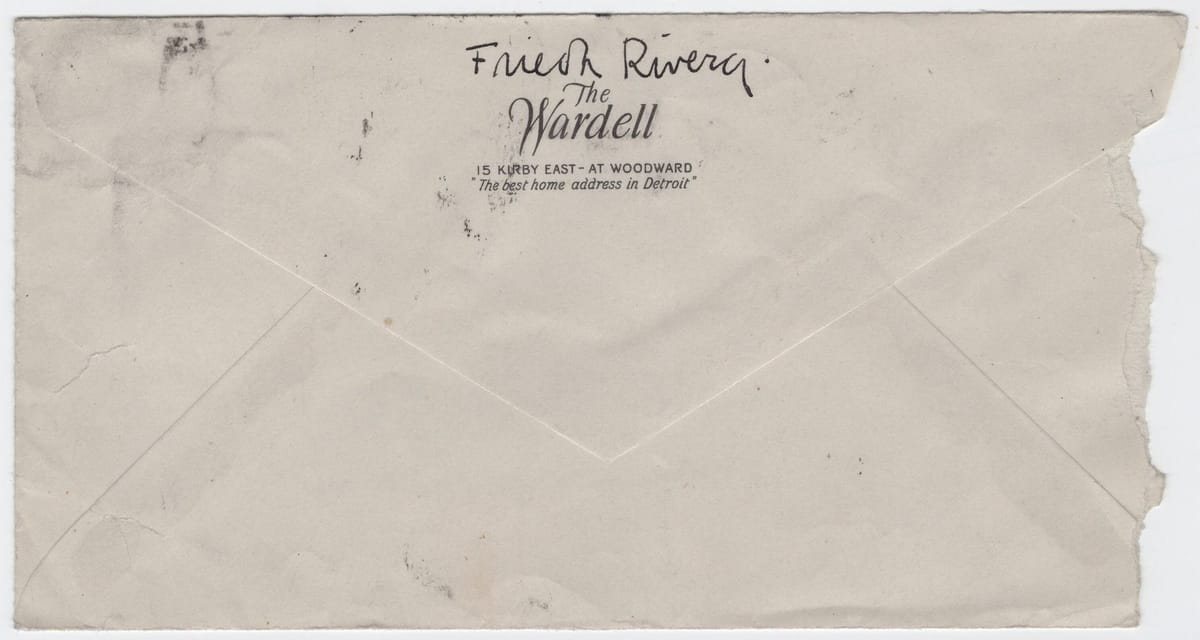 Frieda Rivera.
The
Wardell
15 KIRBY EAST - AT WOODWARD
"The best home address in Detroit"